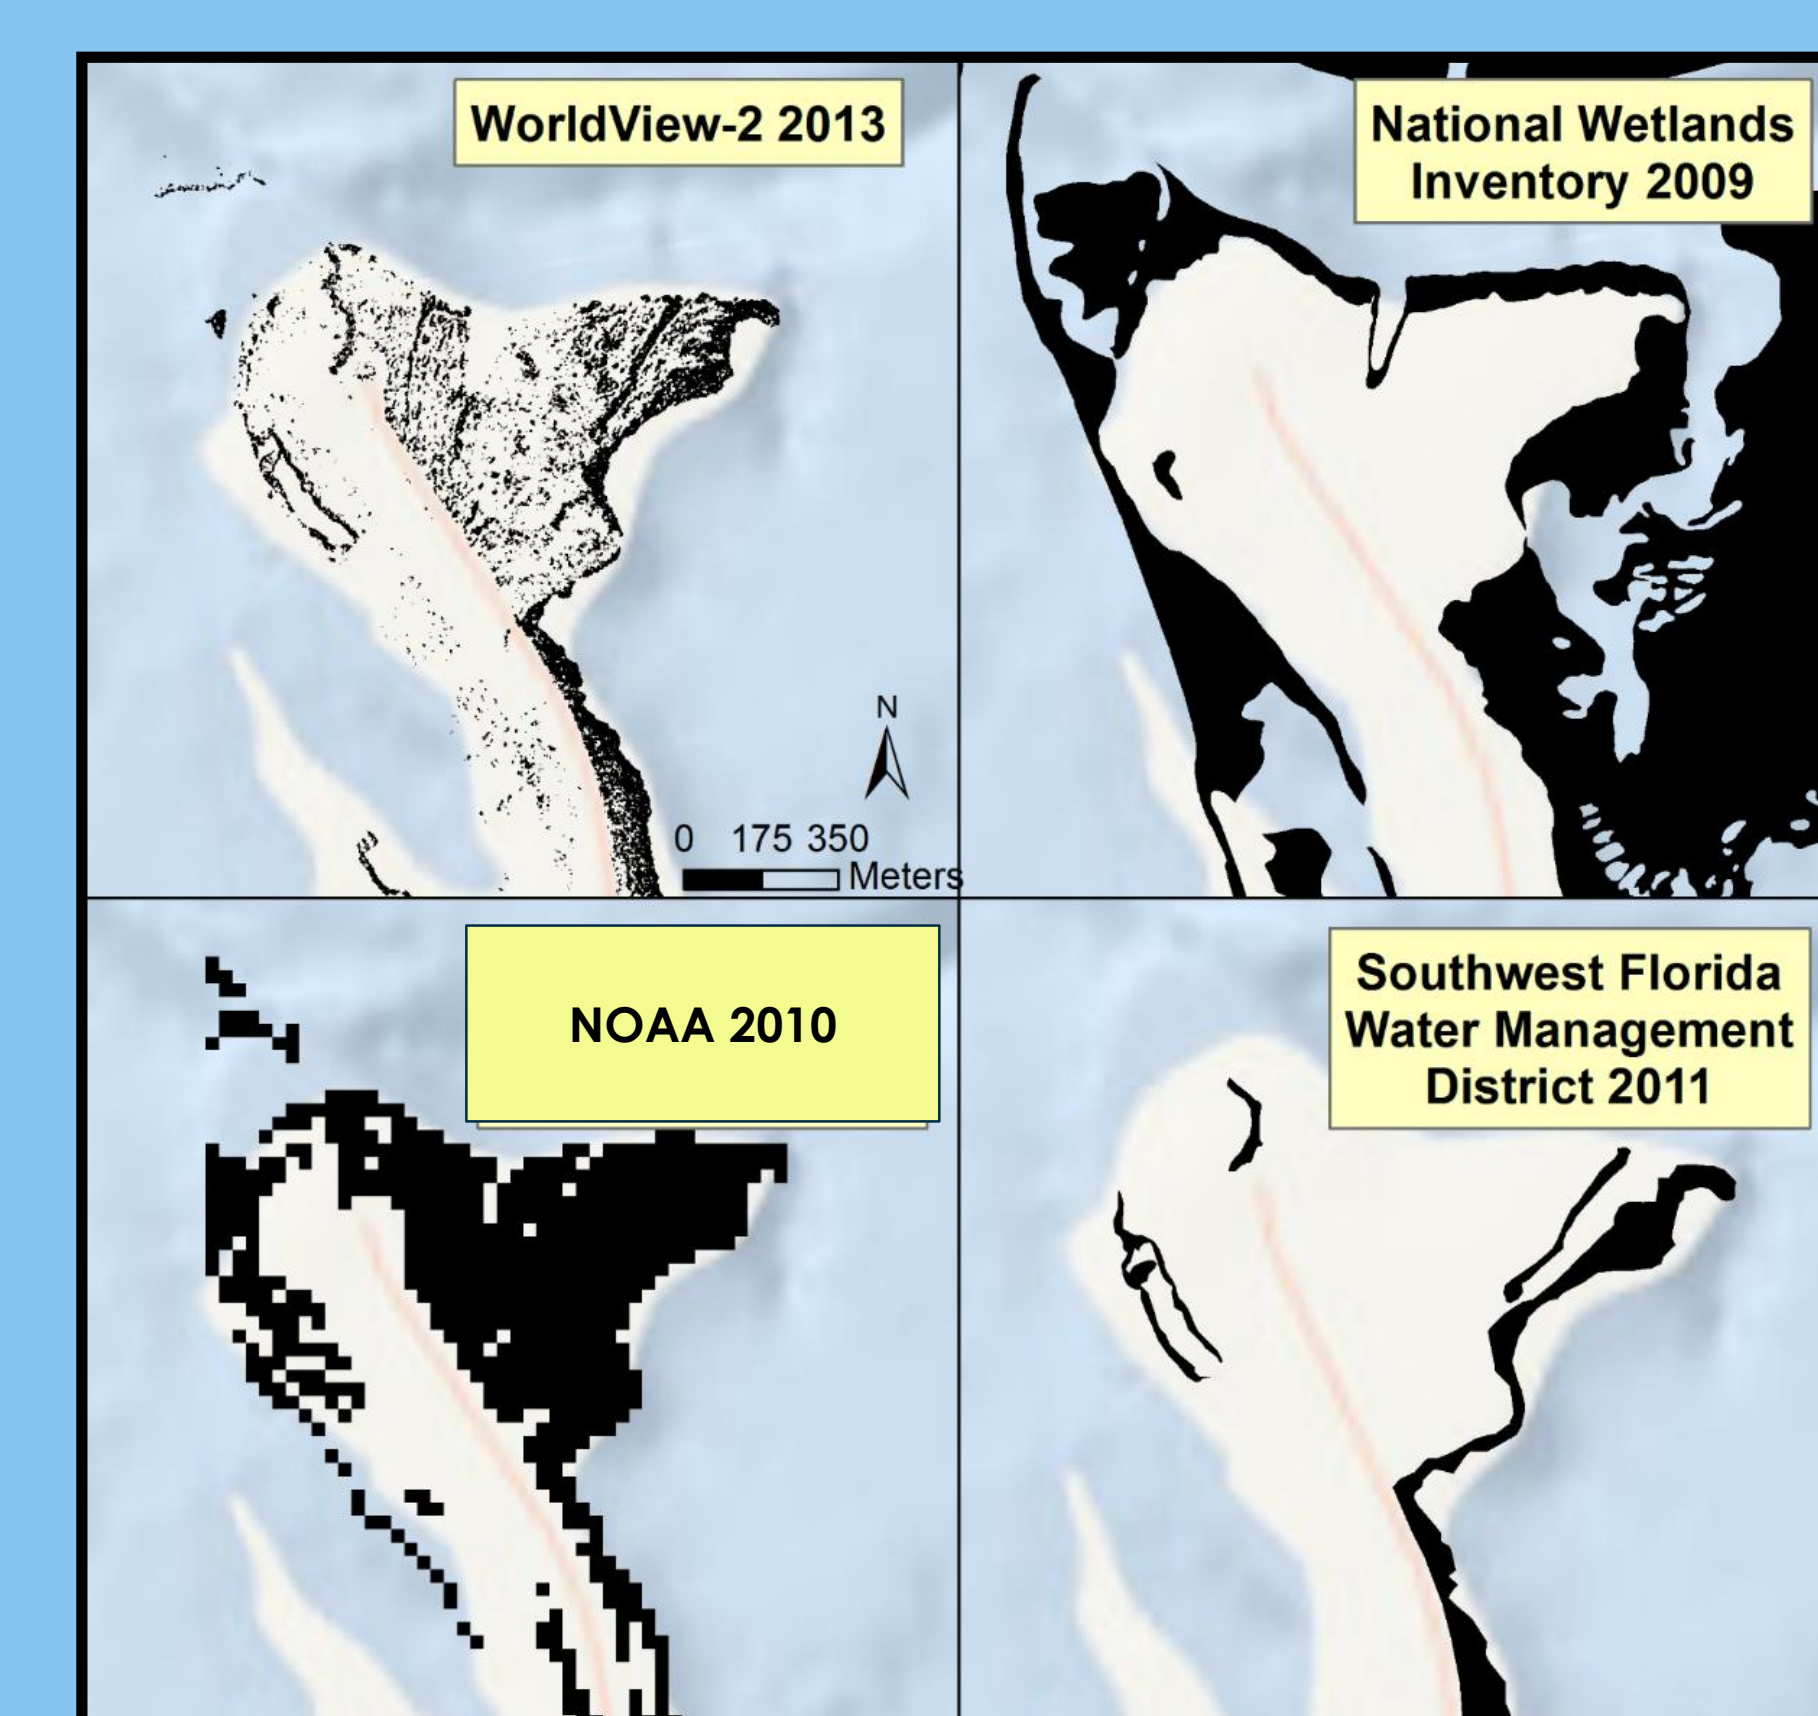 WorldView-2 2013
National Wetlands
Inventory 2009
N
0 175 350
Meters
NOAA 2010
Southwest Florida
Water Management
District 2011